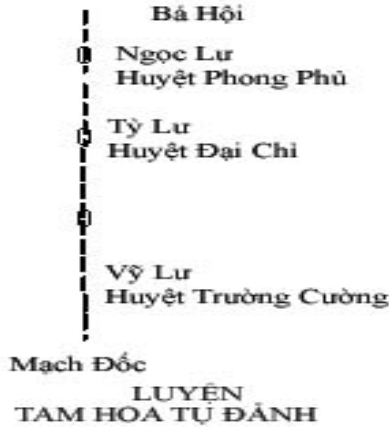 Bá Hội
Ngọc Lư
Huyệt Phong Phủ
Tỳ Lư
Huyệt Đại Chỉ
Vỹ Lư
Huyệt Trường Cường
Mạch Đốc
LUYỆN
TAM HOA TỤ ĐẢNH